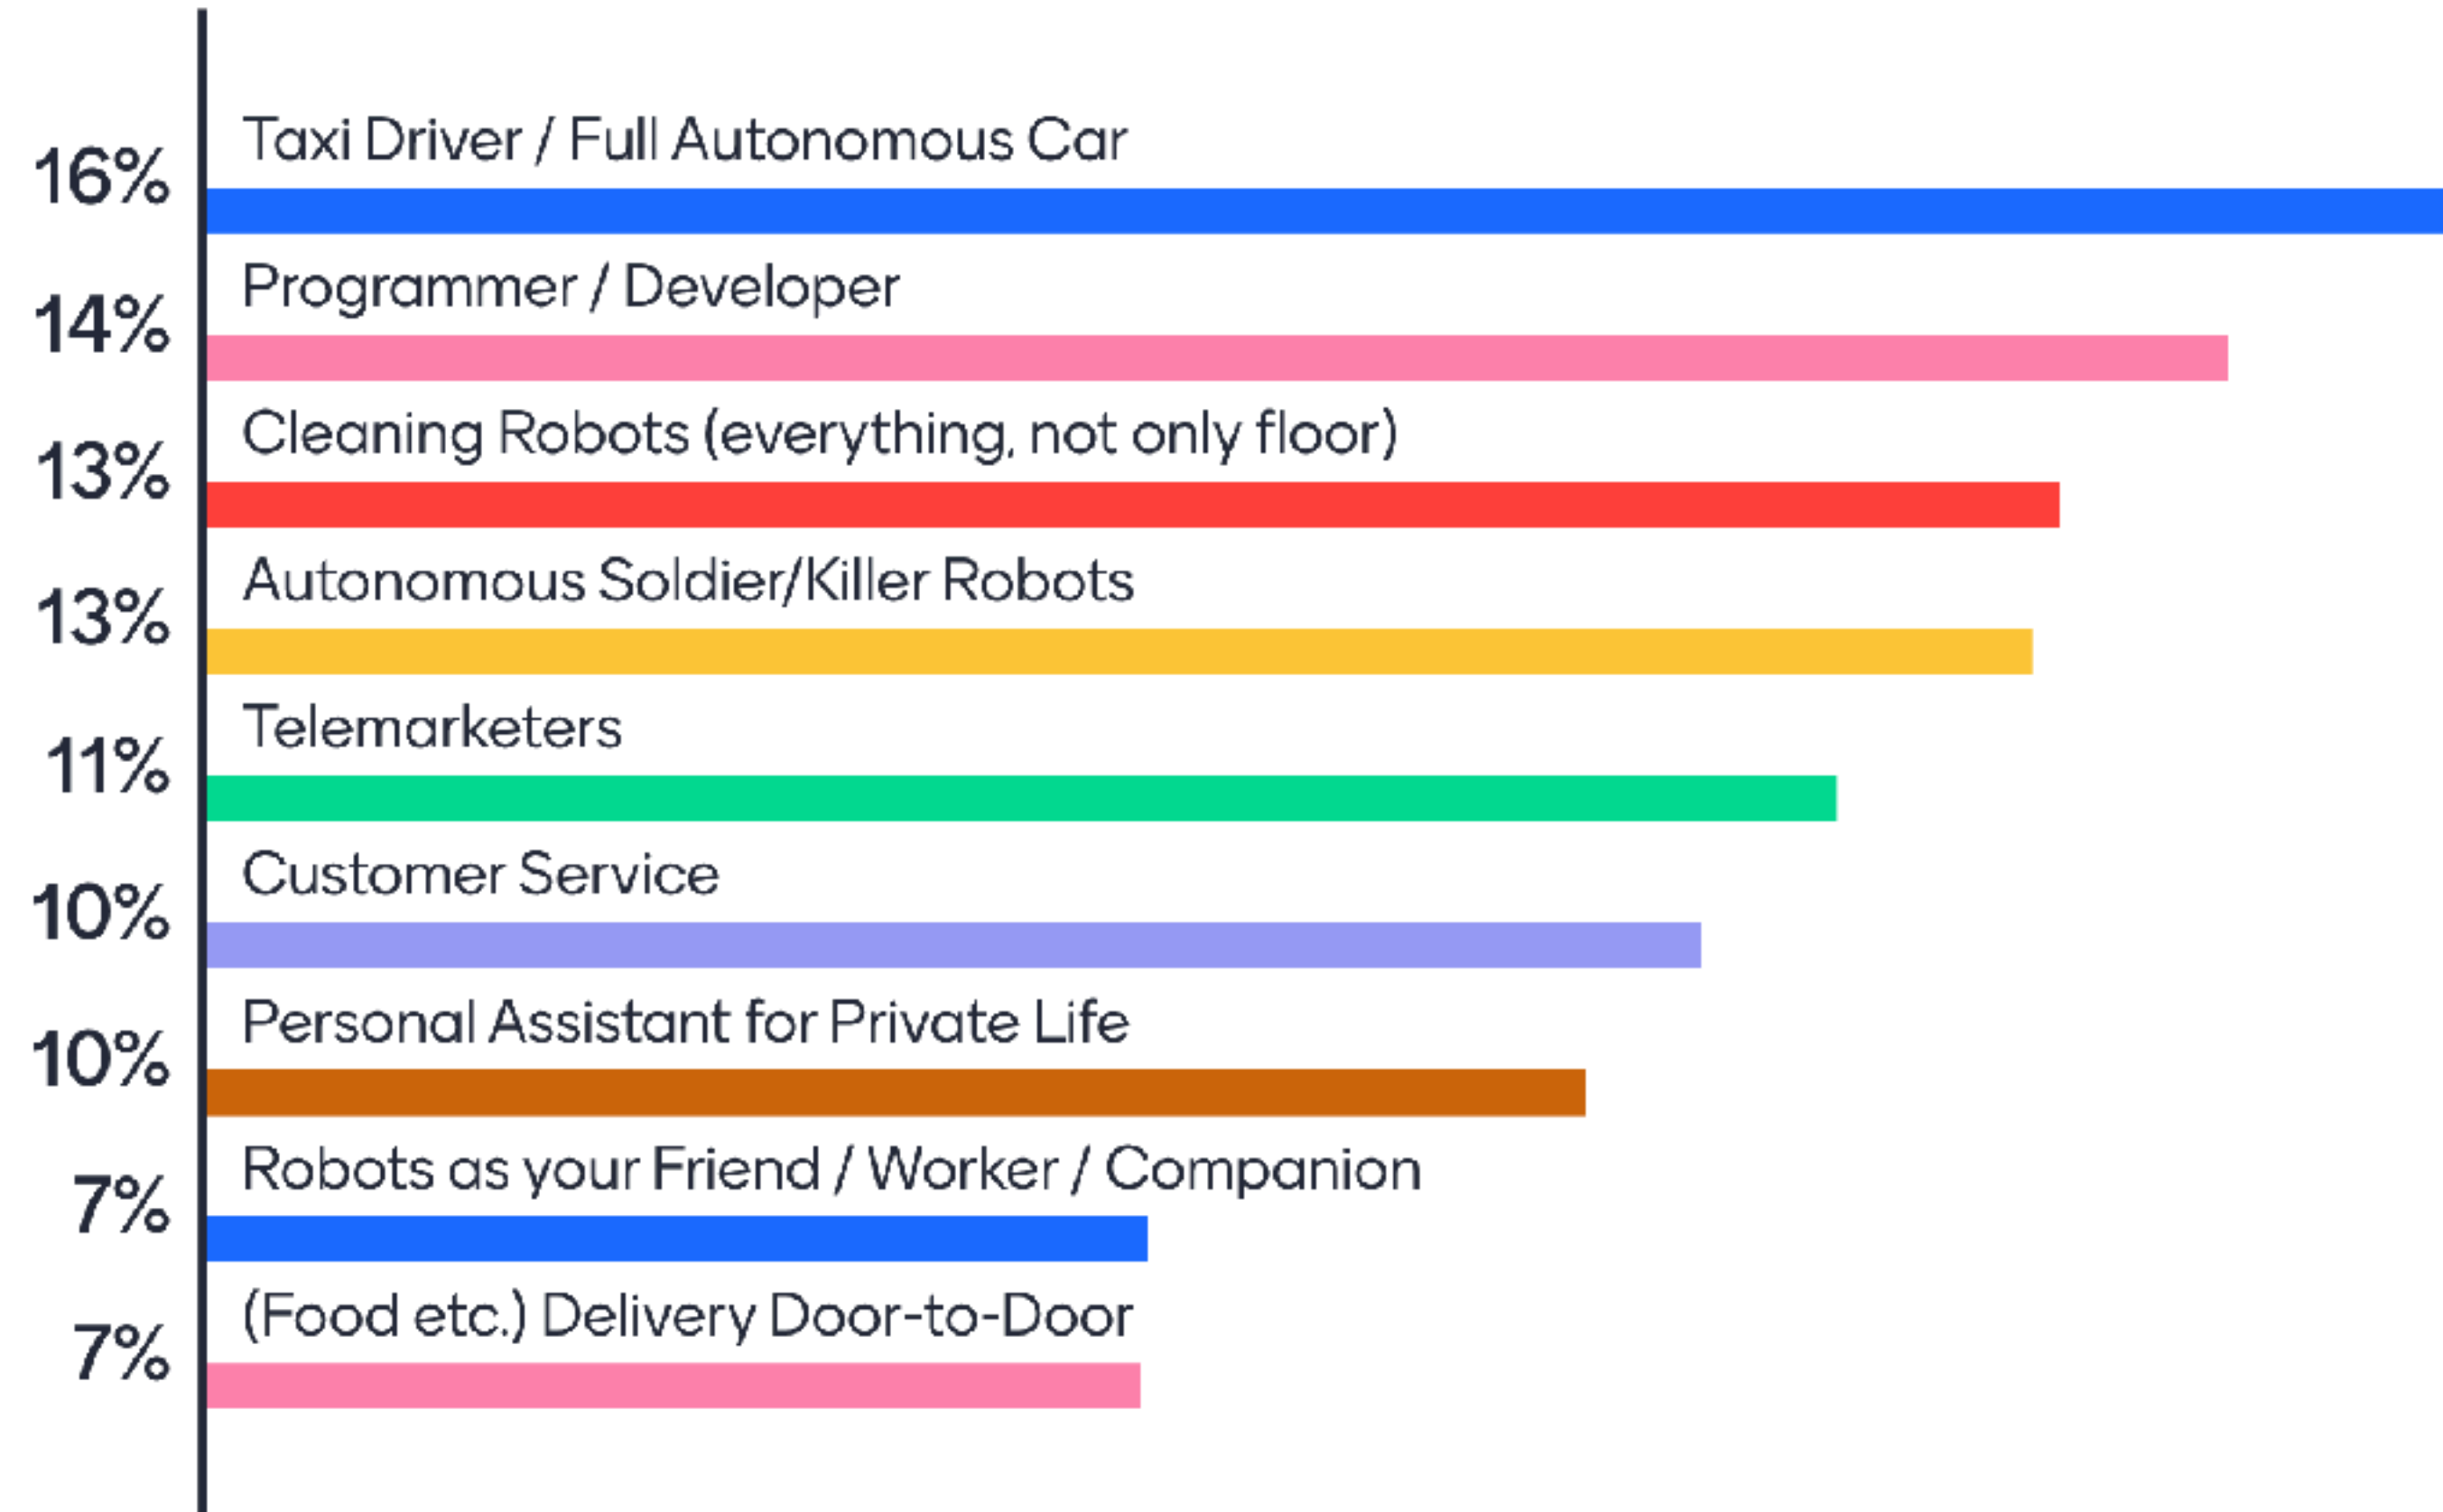 Taxi Driver / Full Autonomous Car
16%
Programmer / Developer
14%
Cleaning Robots (everything, not only floor)
13%
Autonomous Soldier/Killer Robots
13%
Telemarketers
11%
Customer Service
10%
Personal Assistant for Private Life
10%
Robots as your Friend / Worker / Companion
7%
(Food etc.) Delivery Door-to-Door
7%